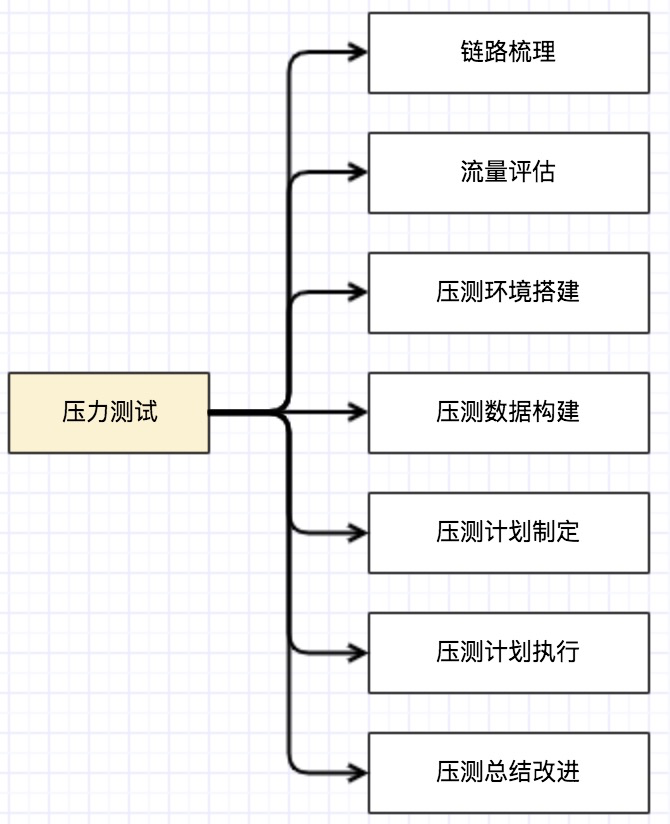 链路梳理
流量评估
压测环境搭建
压力测试
压测数据构建
压测计划制定
压测计划执行
压测总结改进